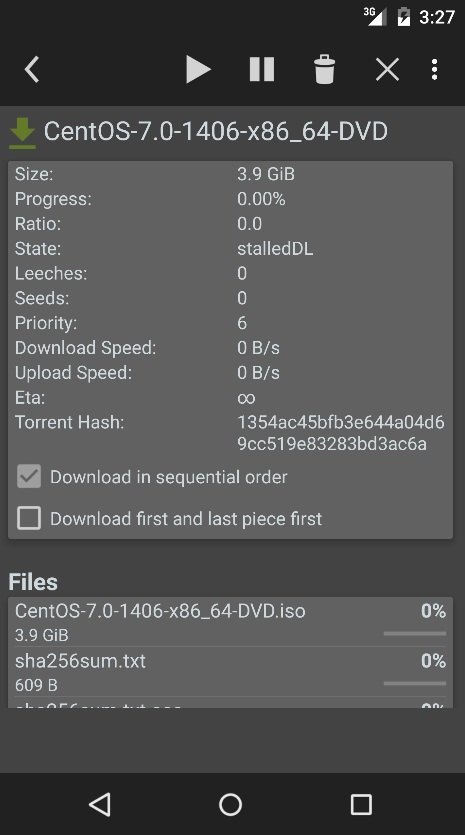 3G 3:27
CentOS-7.0-1406-x86_64-DVD
Size: 3.9 GiB
Progress: 0.00%
Ratio: 0.0
State: stalledDL
Leeches: 0
Seeds: 0
Priority: 6
Download Speed: 0 B/s
Upload Speed: 0 B/s
Eta: ∞
Torrent Hash: 1354ac45bfb3e644a04d6
9cc519e83283bd3ac6a
Download in sequential order
Download first and last piece first
Files
CentOS-7.0-1406-x86_64-DVD.iso 0%
3.9 GiB
sha256sum.txt 0%
609 B